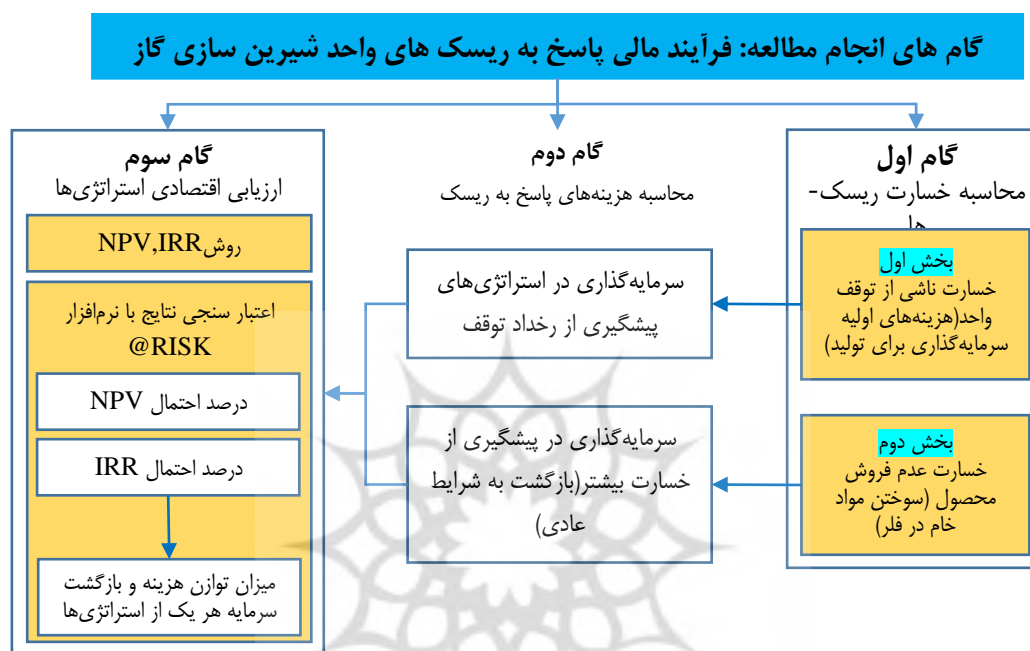 گام های انجام مطالعه: فرآیند مالی پاسخ به ریسک های واحد شیرین سازی گاز
گام اول
محاسبه خسارت ریسک-
ها
بخش اول
خسارت ناشی از توقف
واحد(هزینه‌های اولیه
سرمایه‌گذاری برای تولید)
بخش دوم
خسارت عدم فروش
محصول (سوختن مواد
خام در فلر)
گام دوم
محاسبه هزینه‌های پاسخ به ریسک
سرمایه‌گذاری در استراتژی‌های
پیشگیری از رخداد توقف
سرمایه‌گذاری در پیشگیری از
خسارت بیشتر(بازگشت به شرایط
عادی)
گام سوم
ارزیابی اقتصادی استراتژی‌ها
روش NPV,IRR
اعتبار سنجی نتایج با نرم‌افزار
@RISK
درصد احتمال NPV
درصد احتمال IRR
میزان توازن هزینه و بازگشت
سرمایه هر یک از استراتژی‌ها